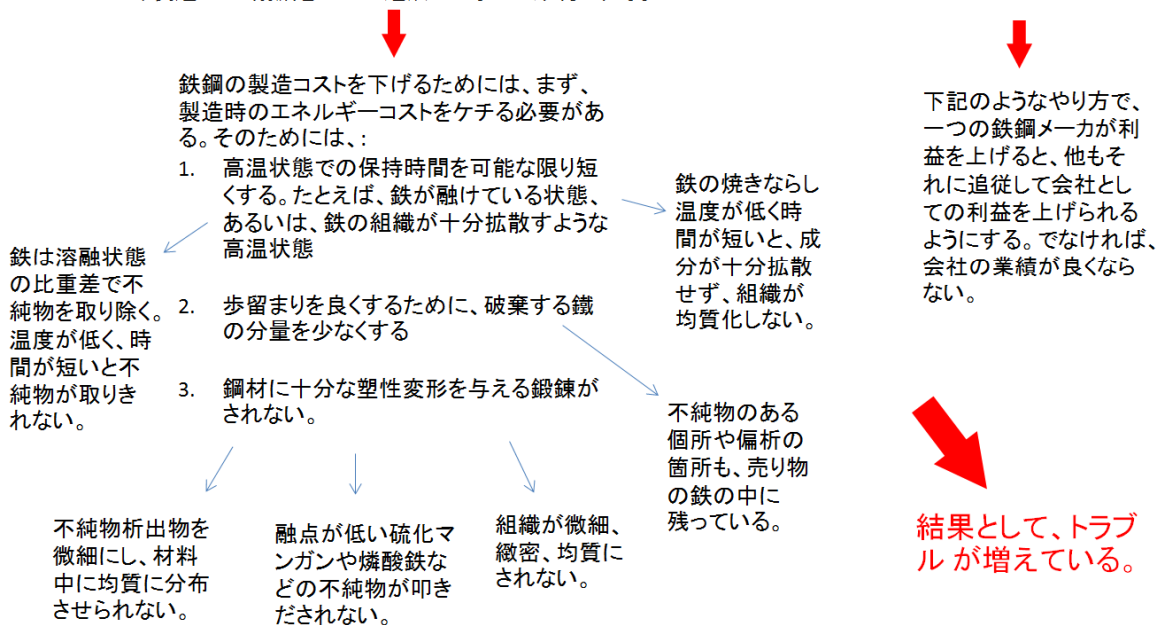 鉄鋼の製造コストを下げるためには、まず、
製造時のエネルギーコストをケチる必要があ
る。そのためには、:
1. 高温状態での保持時間を可能な限り短
くする。たとえば、鉄が融けている状態、
あるいは、鉄の組織が十分拡散すような
高温状態
2. 歩留まりを良くするために、破棄する鐵
の分量を少なくする
3. 鋼材に十分な塑性変形を与える鍛錬が
されない。
鉄は溶融状態
の比重差で不
純物を取り除く。
温度が低く、時
間が短いと不
純物が取りき
れない。
鉄の焼きならし
温度が低く時
間が短いと、成
分が十分拡散
せず、組織が
均質化しない。
不純物のある
個所や偏析の
箇所も、売り物
の鉄の中に
残っている。
不純物析出物を
微細にし、材料
中に均質に分布
させられない。
融点が低い硫化マ
ンガンや燐酸鉄な
どの不純物が叩き
だされない。
組織が微細、
緻密、均質に
されない。
下記のようなやり方で、
一つの鉄鋼メーカが利
益を上げると、他もそ
れに追従して会社とし
ての利益を上げられる
ようにする。でなければ、
会社の業績が良くなら
ない。
結果として、トラブ
ル が増えている。